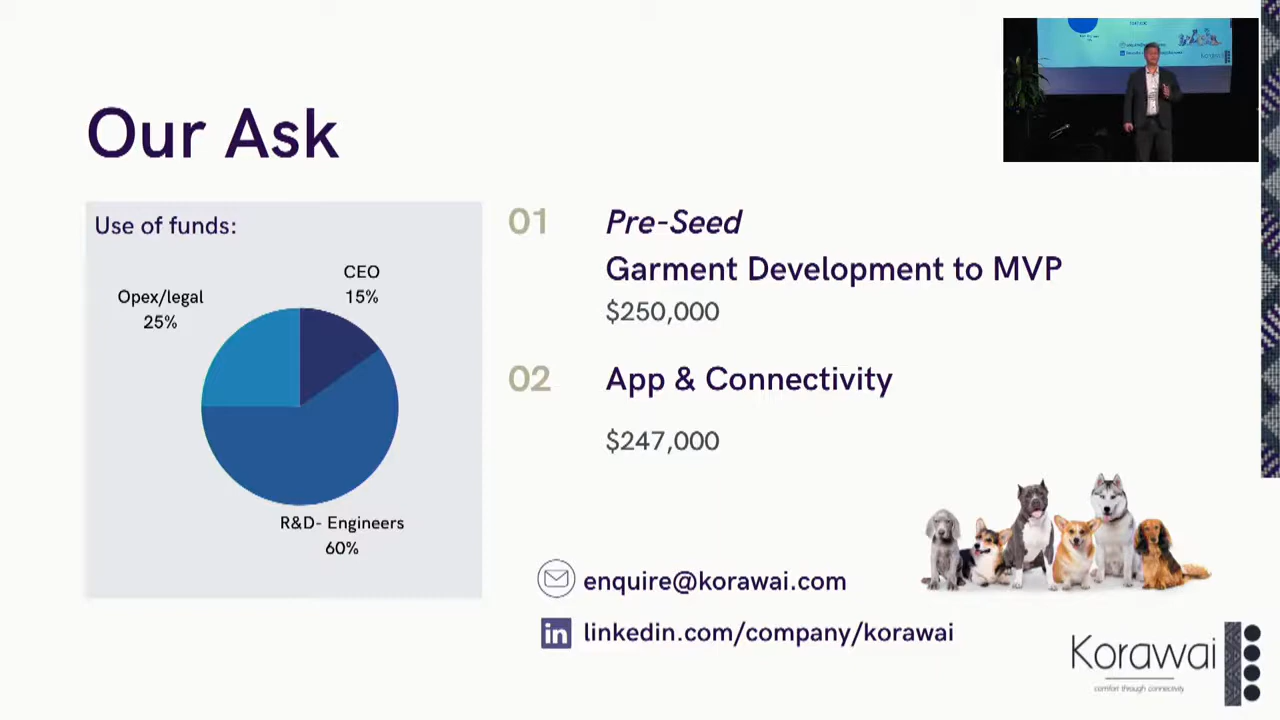 Our Ask
Use of funds:
CEO
15%
Opex/legal
25%
R&D- Engineers
60%
01
Pre-Seed
Garment Development to MVP
$250,000
02
App & Connectivity
$247,000
enquire@korawai.com
in
linkedin.com/company/korawai
Korawai
comfort through connectivity